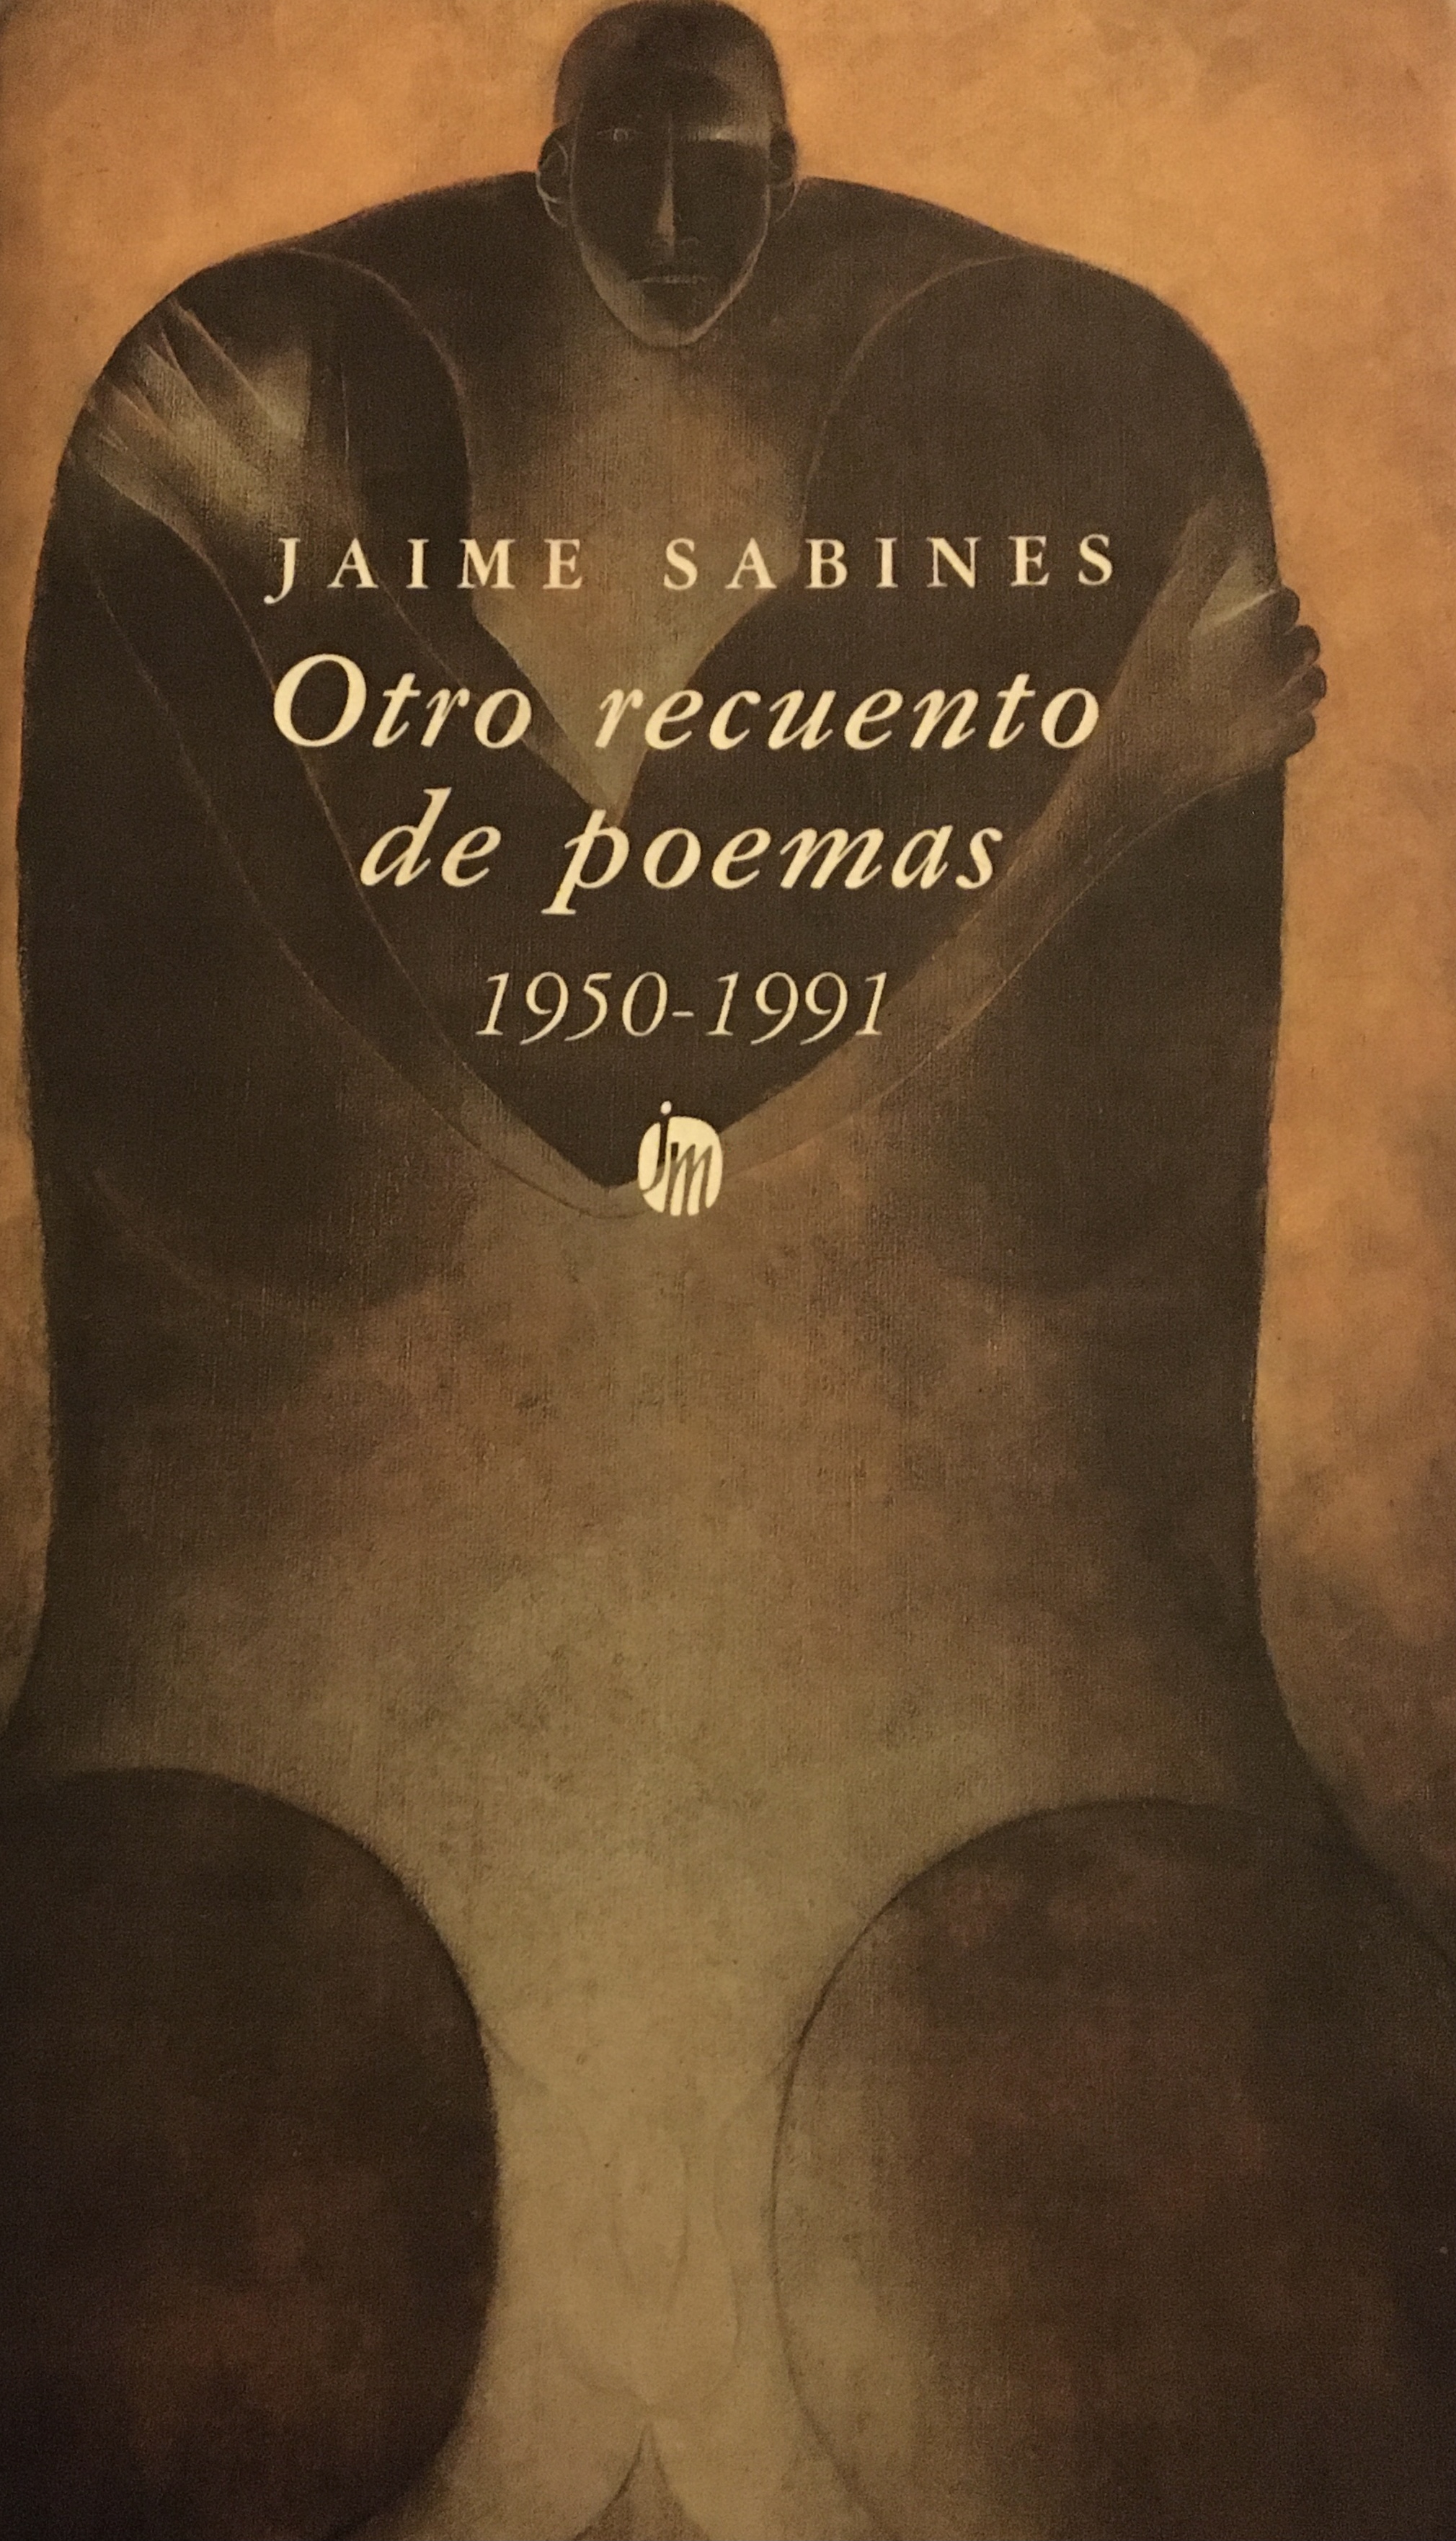 JAIME SABINES
Otro recuento
de poemas
1950-1991
jm